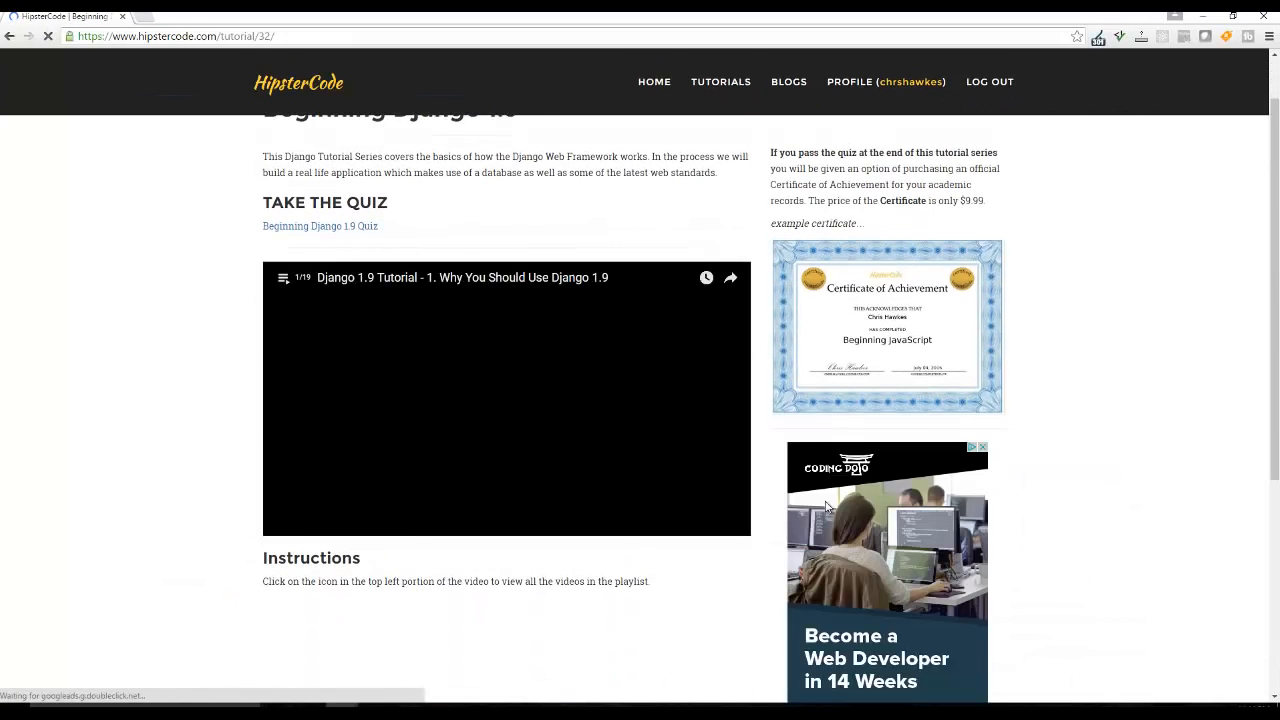 HipsterCode | Beginning
https://www.hipstercode.com/tutorial/32/
HipsterCode
HOME TUTORIALS BLOGS PROFILE (chrshawkes) LOG OUT
This Django Tutorial Series covers the basics of how the Django Web Framework works. In the process we will
build a real life application which makes use of a database as well as some of the latest web standards.
TAKE THE QUIZ
Beginning Django 1.9 Quiz
1/19 Django 1.9 Tutorial - 1. Why You Should Use Django 1.9
Instructions
Click on the icon in the top left portion of the video to view all the videos in the playlist.
If you pass the quiz at the end of this tutorial series
you will be given an option of purchasing an official
Certificate of Achievement for your academic
records. The price of the Certificate is only $9.99.
example certificate...
HipsterCode
Certificate of Achievement
THIS ACKNOWLEDGES THAT
Chris Hawkes
HAS COMPLETED
Beginning JavaScript
Chris Hawkes
July 04, 2016
CODING DOJO
Become a
Web Developer
in 14 Weeks
Waiting for googleads.g.doubleclick.net...